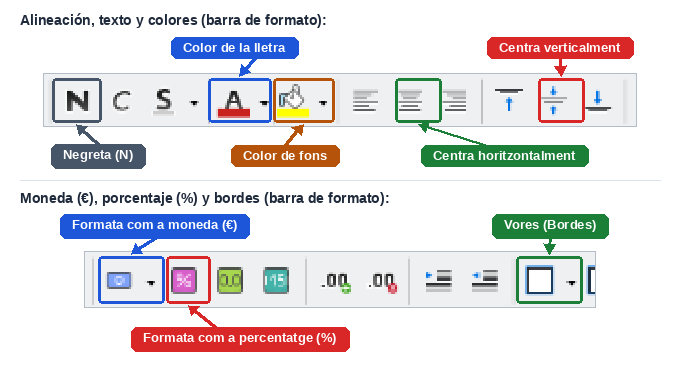 Alineación, texto y colores (barra de formato):
Color de la lletra
Centra verticalment
N C S A
Negreta (N)
Color de fons
Centra horitzontalment
Moneda (€), porcentaje (%) y bordes (barra de formato):
Formata com a moneda (€)
Vores (Bordes)
% 0.0 .00 .00
Formata com a percentatge (%)